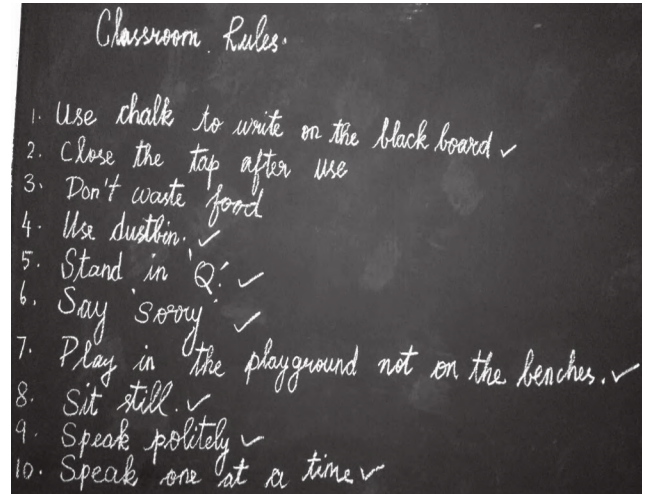 Classroom Rules.
1. Use chalk to write on the black board ✓
2. Close the tap after use
3. Don't waste food
4. Use dustbin. ✓
5. Stand in 'Q'. ✓
6. Say 'sorry' ✓
7. Play in the playground not on the benches. ✓
8. Sit still. ✓
9. Speak politely ✓
10. Speak one at a time ✓